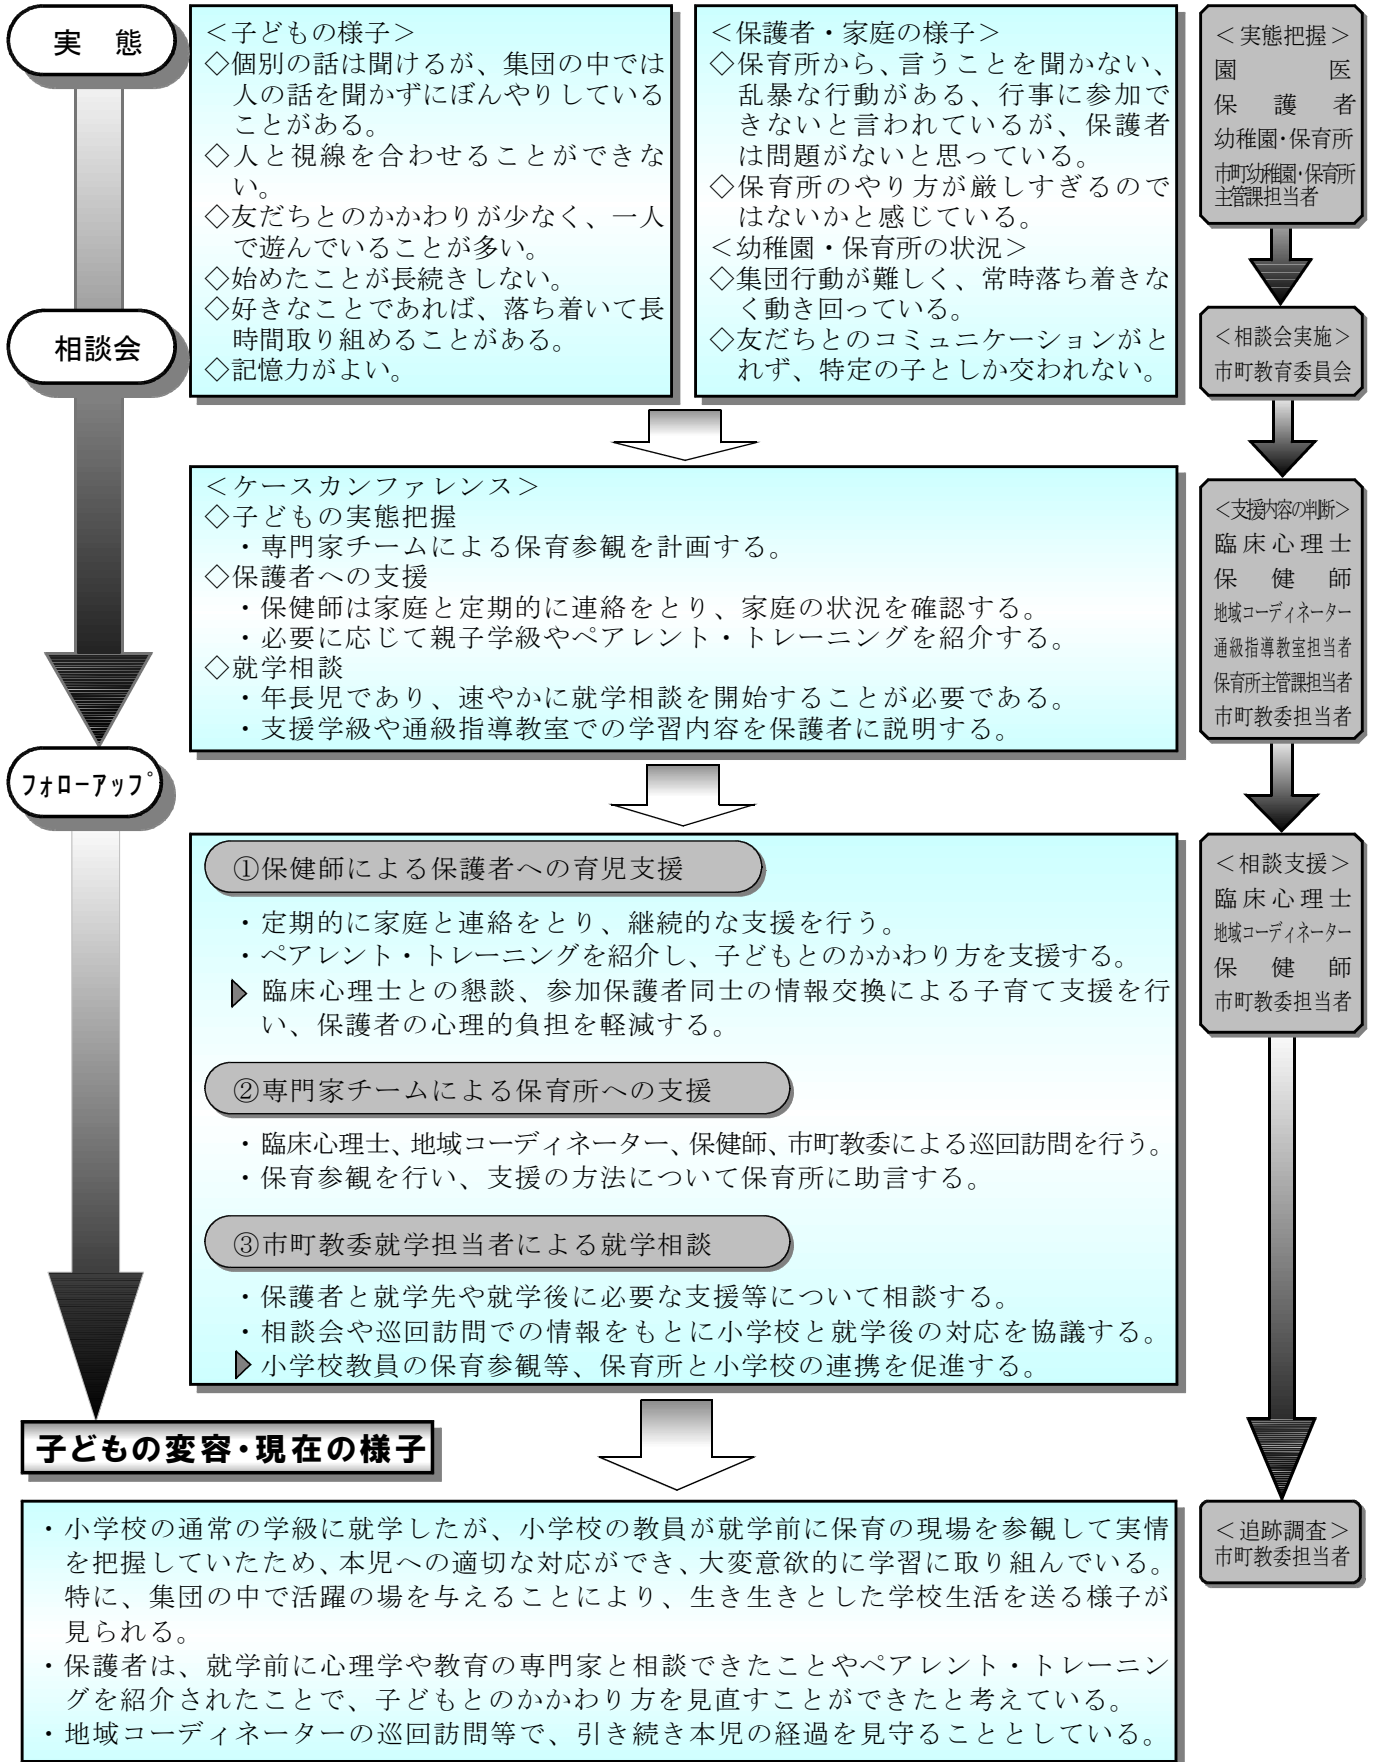 実　態
＜子どもの様子＞
◇個別の話は聞けるが、集団の中では
人の話を聞かずにぼんやりしている
ことがある。
◇人と視線を合わせることができな
い。
◇友だちとのかかわりが少なく、一人
で遊んでいることが多い。
◇始めたことが長続きしない。
◇好きなことであれば、落ち着いて長
時間取り組めることがある。
◇記憶力がよい。
＜保護者・家庭の様子＞
◇保育所から、言うことを聞かない、
乱暴な行動がある、行事に参加で
きないと言われているが、保護者
は問題がないと思っている。
◇保育所のやり方が厳しすぎるので
はないかと感じている。
＜幼稚園・保育所の状況＞
◇集団行動が難しく、常時落ち着きな
く動き回っている。
◇友だちとのコミュニケーションがと
れず、特定の子としか交われない。
＜実態把握＞
園　医
保　護　者
幼稚園・保育所
市町幼稚園・保育所
主管課担当者
相談会
＜相談会実施＞
市町教育委員会
＜ケースカンファレンス＞
◇子どもの実態把握
・専門家チームによる保育参観を計画する。
◇保護者への支援
・保健師は家庭と定期的に連絡をとり、家庭の状況を確認する。
・必要に応じて親子学級やペアレント・トレーニングを紹介する。
◇就学相談
・年長児であり、速やかに就学相談を開始することが必要である。
・支援学級や通級指導教室での学習内容を保護者に説明する。
＜支援内容の判断＞
臨床心理士
保　健　師
地域コーディネーター
通級指導教室担当者
保育所主管課担当者
市町教委担当者
フォローアップ
①保健師による保護者への育児支援
・定期的に家庭と連絡をとり、継続的な支援を行う。
・ペアレント・トレーニングを紹介し、子どもとのかかわり方を支援する。
▶臨床心理士との懇談、参加保護者同士の情報交換による子育て支援を行
い、保護者の心理的負担を軽減する。
②専門家チームによる保育所への支援
・臨床心理士、地域コーディネーター、保健師、市町教委による巡回訪問を行う。
・保育参観を行い、支援の方法について保育所に助言する。
③市町教委就学担当者による就学相談
・保護者と就学先や就学後に必要な支援等について相談する。
・相談会や巡回訪問での情報をもとに小学校と就学後の対応を協議する。
▶小学校教員の保育参観等、保育所と小学校の連携を促進する。
＜相談支援＞
臨床心理士
地域コーディネーター
保　健　師
市町教委担当者
子どもの変容・現在の様子
・小学校の通常の学級に就学したが、小学校の教員が就学前に保育の現場を参観して実情
を把握していたため、本児への適切な対応ができ、大変意欲的に学習に取り組んでいる。
特に、集団の中で活躍の場を与えることにより、生き生きとした学校生活を送る様子が
見られる。
・保護者は、就学前に心理学や教育の専門家と相談できたことやペアレント・トレーニン
グを紹介されたことで、子どもとのかかわり方を見直すことができたと考えている。
・地域コーディネーターの巡回訪問等で、引き続き本児の経過を見守ることとしている。
＜追跡調査＞
市町教委担当者